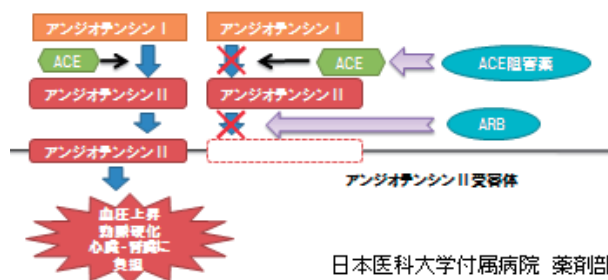 アンジオテンシンⅠ
アンジオテンシンⅠ
ACE
ACE
ACE阻害薬
アンジオテンシンⅡ
アンジオテンシンⅡ
ARB
アンジオテンシンⅡ
アンジオテンシンⅡ受容体
血圧上昇
動脈硬化
心臓・腎臓に
負担
日本医科大学付属病院 薬剤部